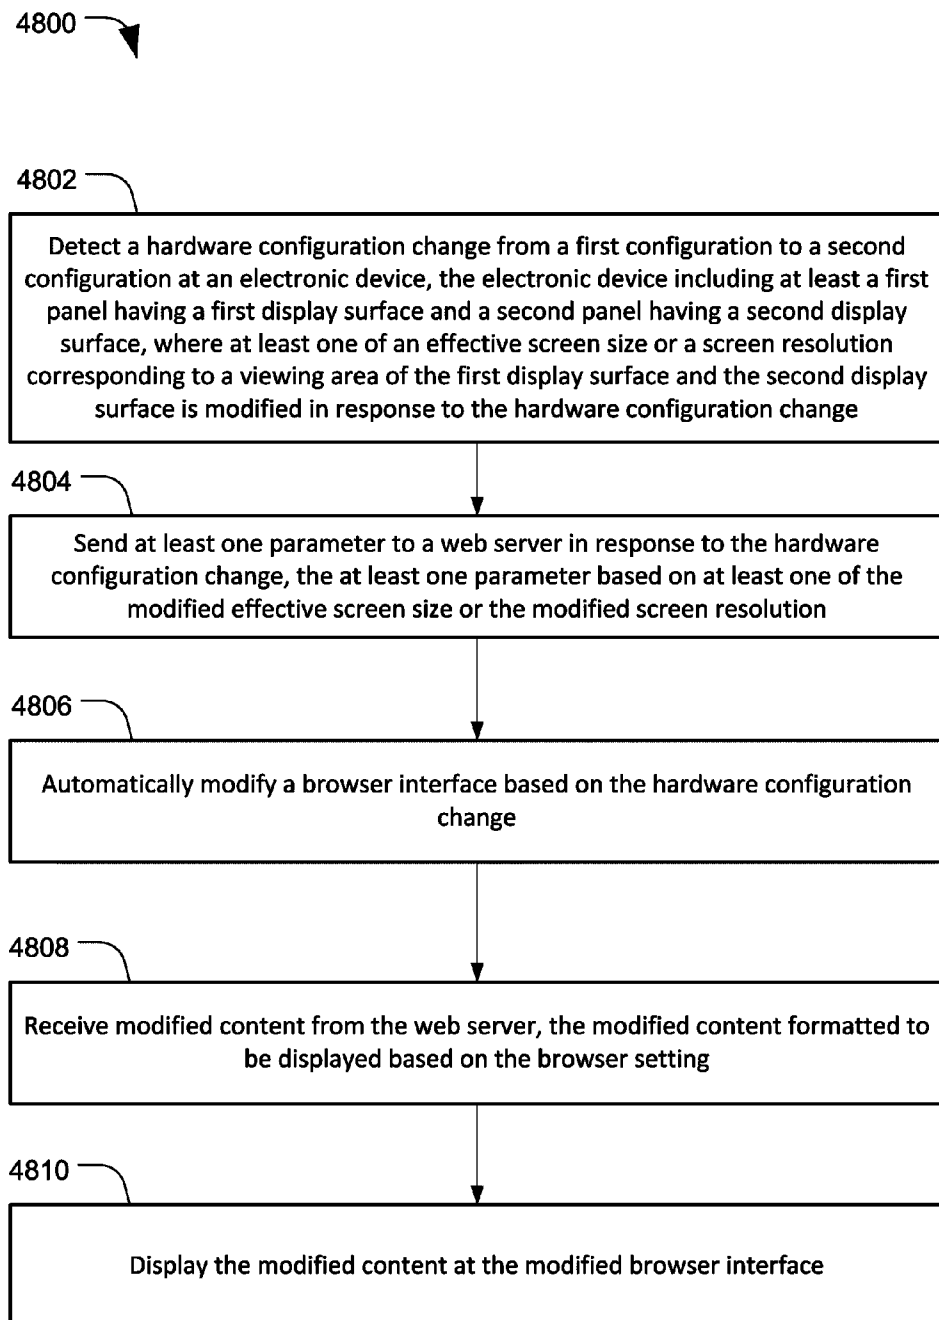 4800
4802
Detect a hardware configuration change from a first configuration to a second
configuration at an electronic device, the electronic device including at least a first
panel having a first display surface and a second panel having a second display
surface, where at least one of an effective screen size or a screen resolution
corresponding to a viewing area of the first display surface and the second display
surface is modified in response to the hardware configuration change
4804
Send at least one parameter to a web server in response to the hardware
configuration change, the at least one parameter based on at least one of the
modified effective screen size or the modified screen resolution
4806
Automatically modify a browser interface based on the hardware configuration
change
4808
Receive modified content from the web server, the modified content formatted to
be displayed based on the browser setting
4810
Display the modified content at the modified browser interface